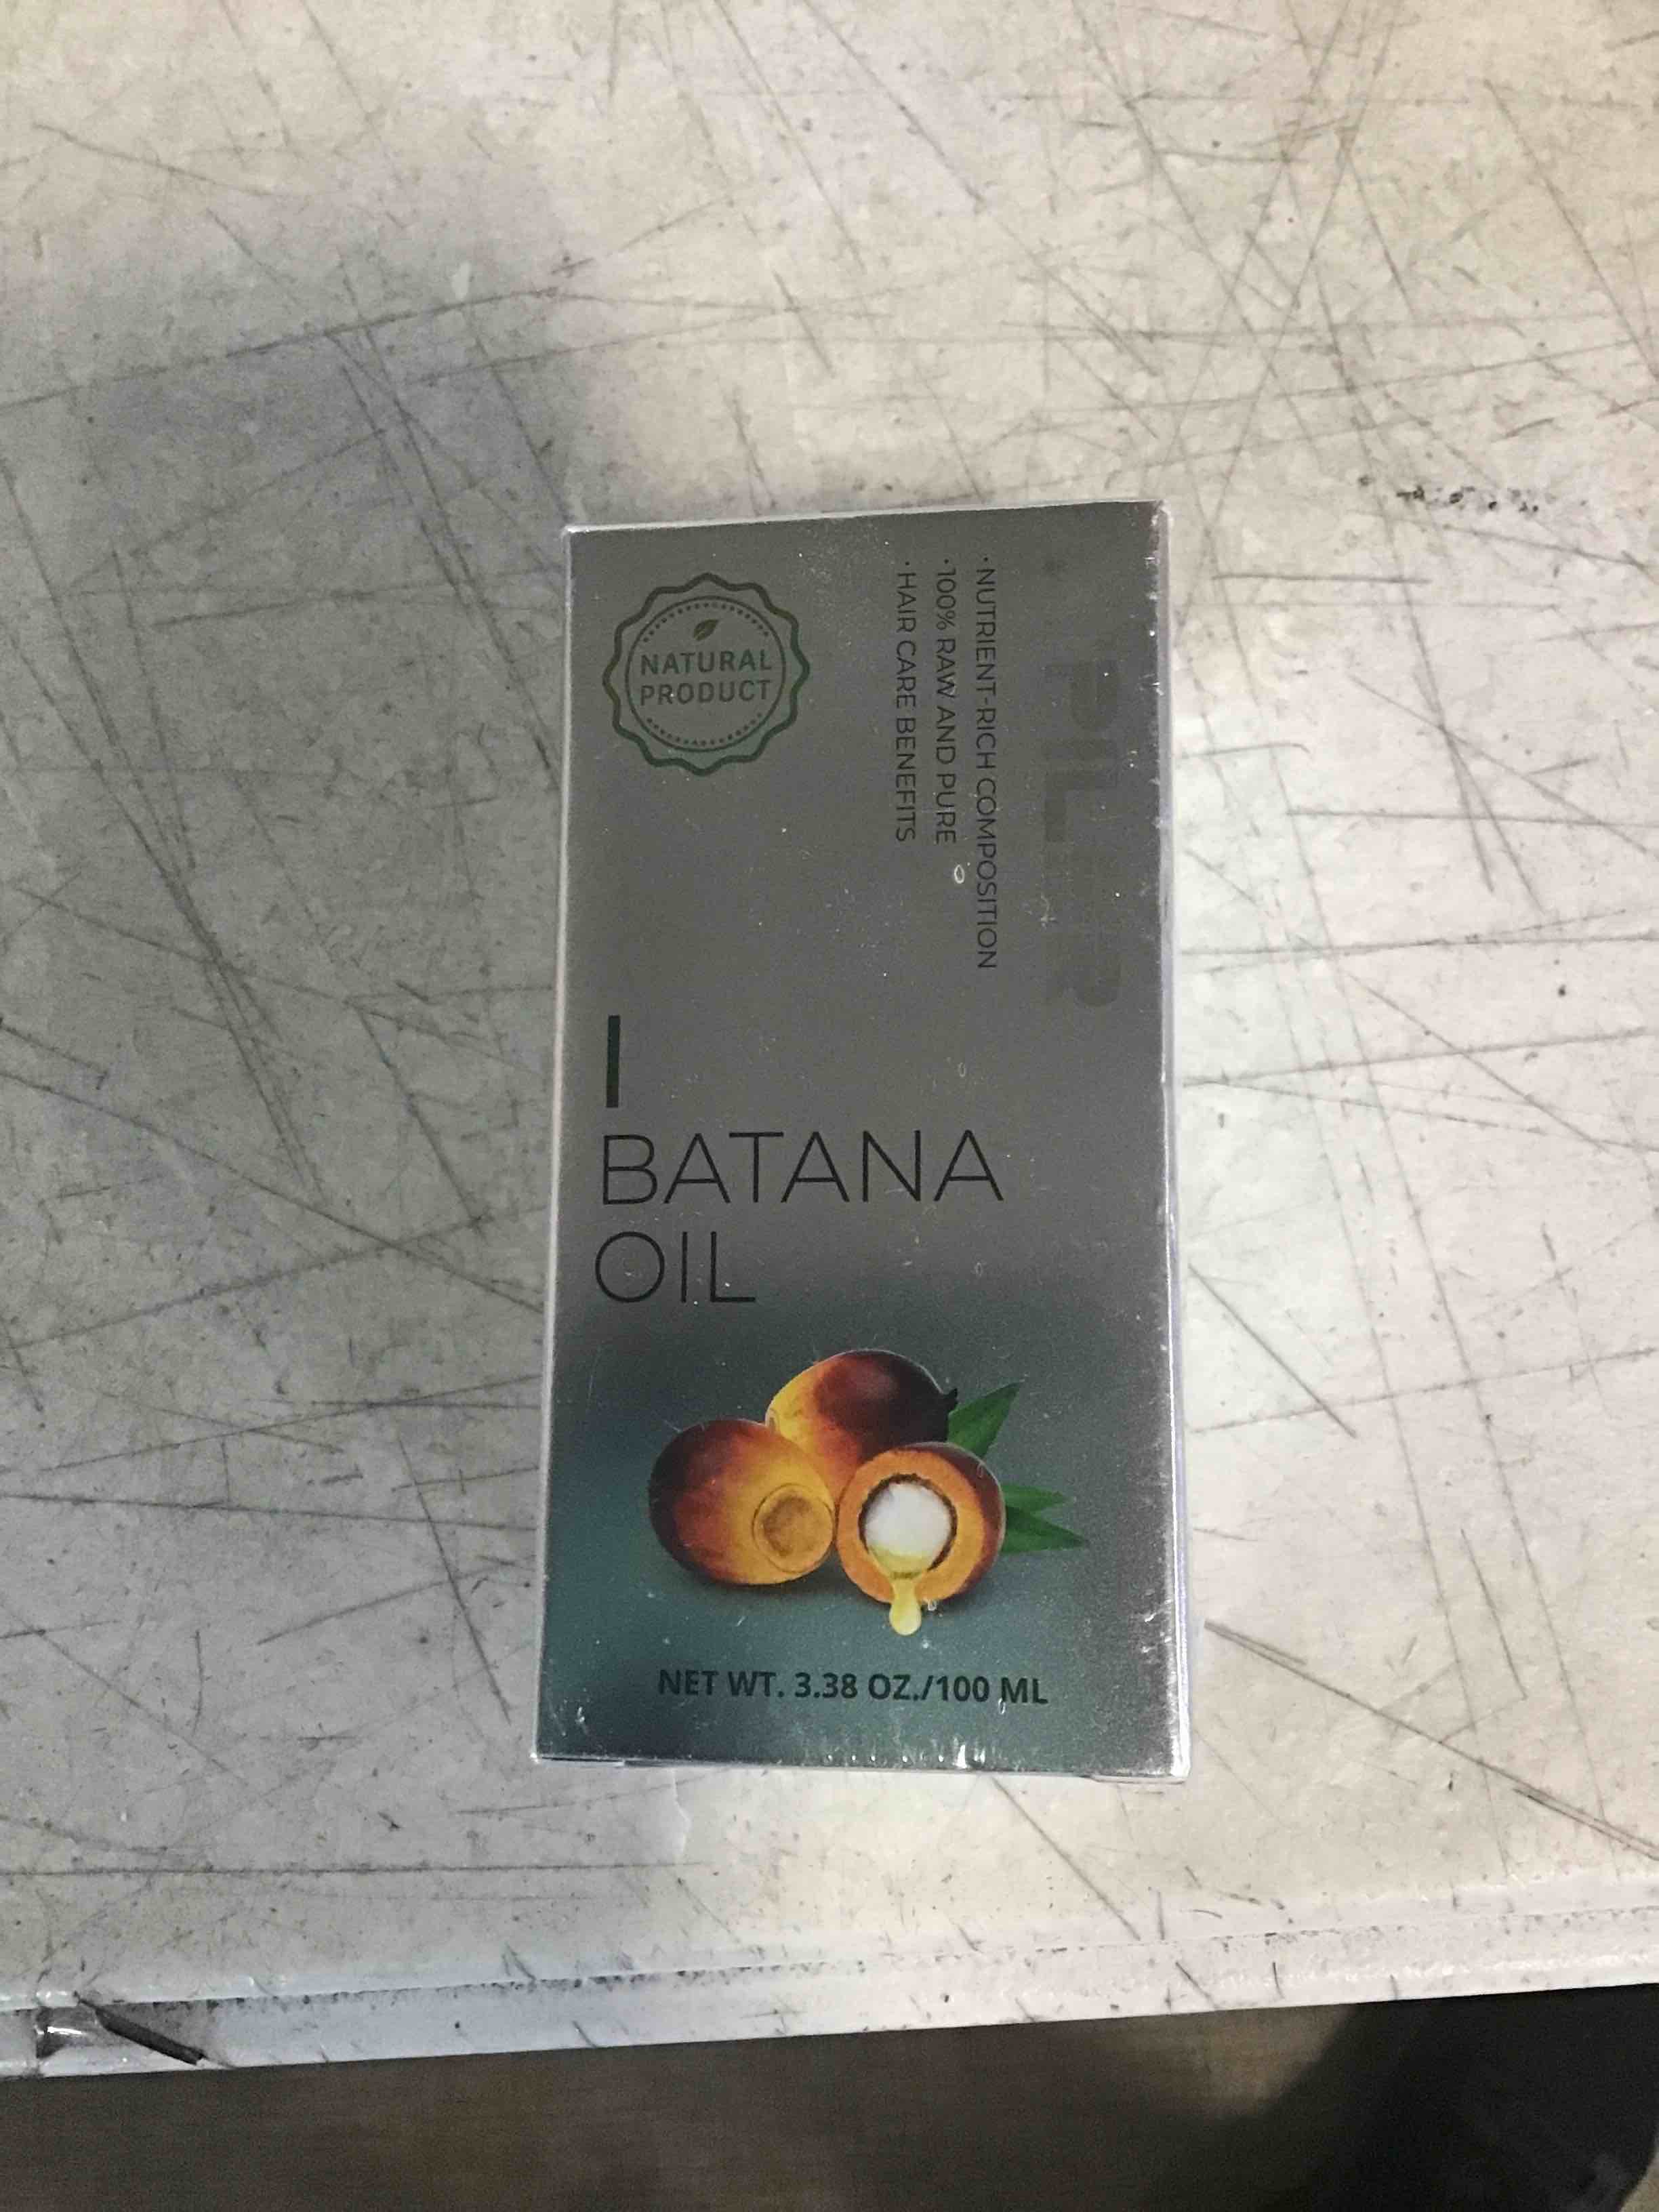 NATURAL
PRODUCT
· NUTRIENT-RICH COMPOSITION
· 100% RAW AND PURE
· HAIR CARE BENEFITS
BATANA
OIL
NET WT. 3.38 OZ./100 ML